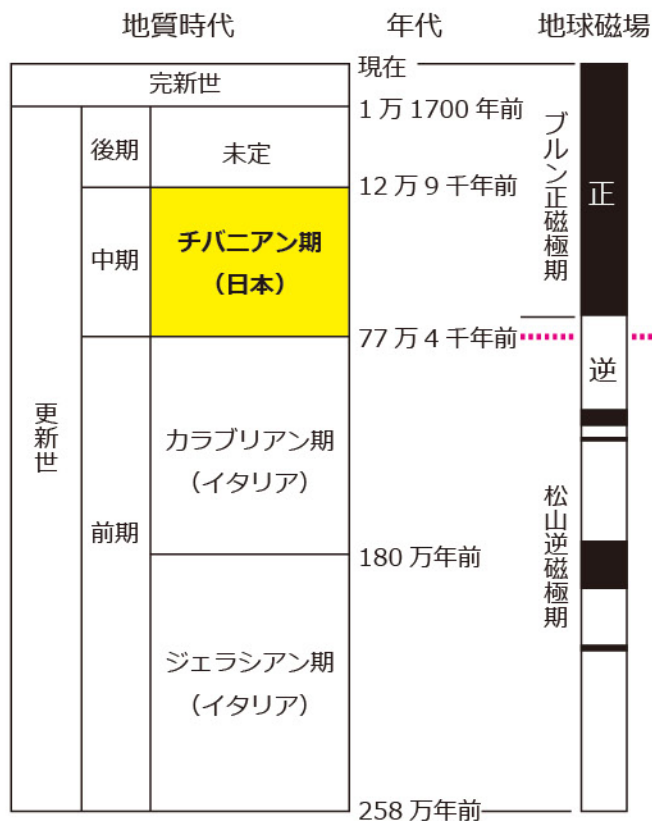 地質時代
年代
地球磁場
完新世
更新世
後期
未定
中期
チバニアン期
（日本）
前期
カラブリアン期
（イタリア）
ジェラシアン期
（イタリア）
現在
1万1700年前
12万9千年前
77万4千年前
180万年前
258万年前
ブルン正磁極期
松山逆磁極期
正
逆